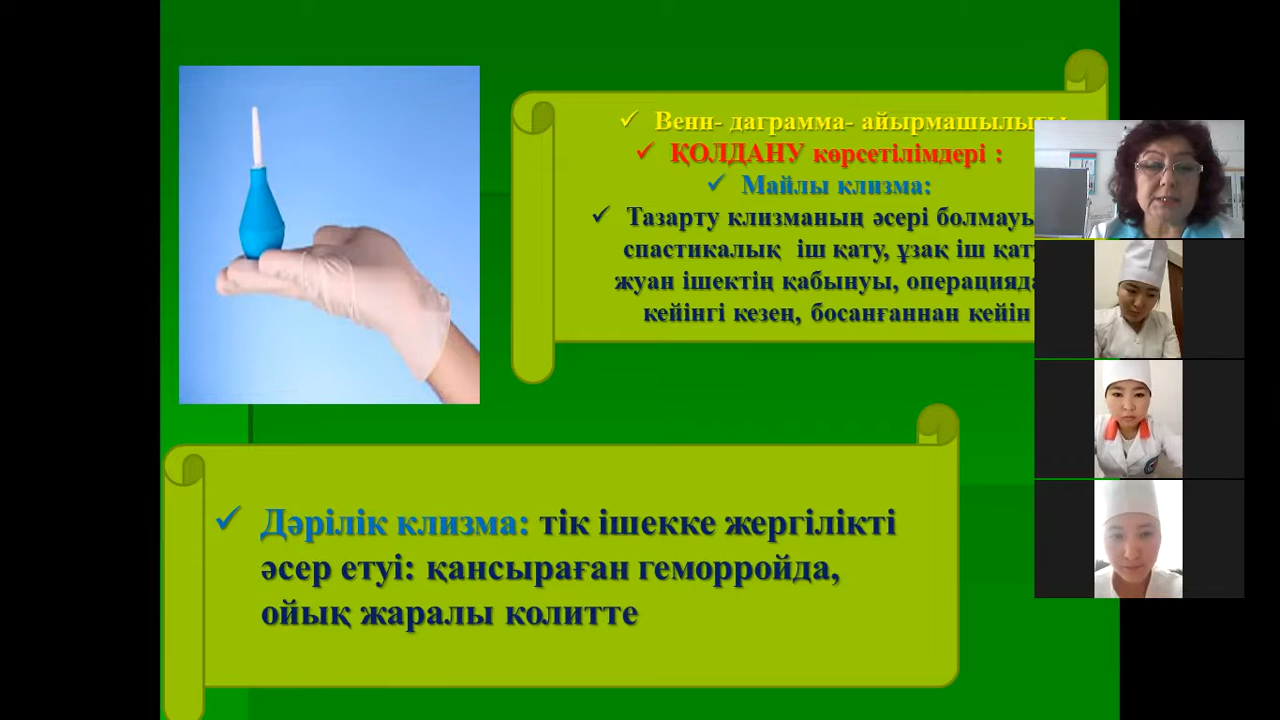 Венн- даграмма- айырмашылығы
ҚОЛДАНУ көрсетілімдері :
Майлы клизма:
Тазарту клизманың әсері болмауы
спастикалық іш қату, ұзақ іш қату
жуан ішектің қабынуы, операцияда
кейінгі кезең, босанғаннан кейін
Дәрілік клизма: тік ішекке жергілікті
әсер етуі: қансыраған геморройда,
ойық жаралы колитте